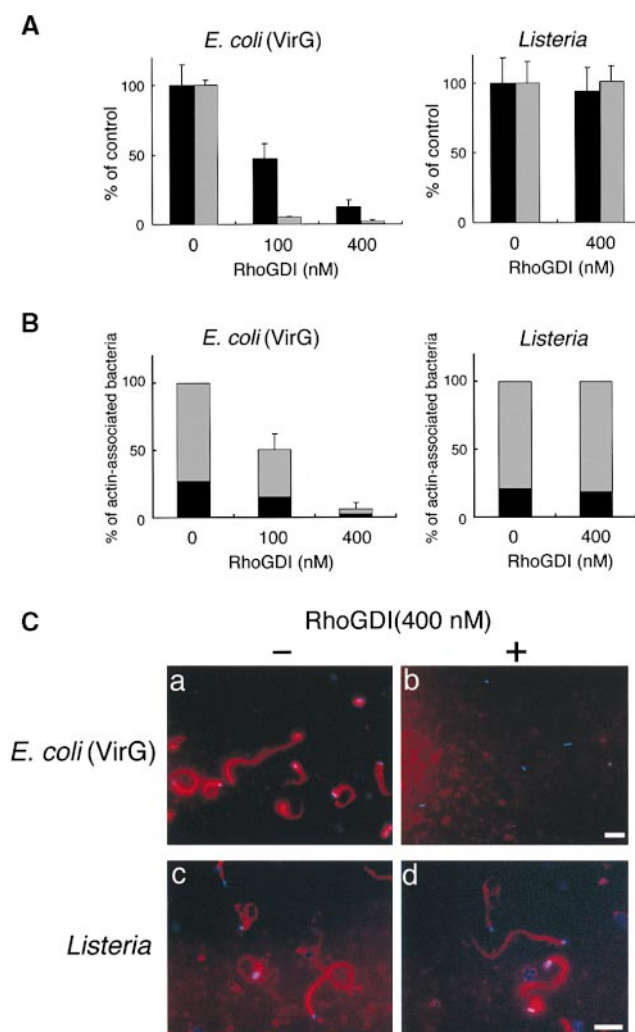 A
E. coli (VirG)
Listeria
% of control
100
50
0
0 100 400
RhoGDI (nM)
% of control
100
50
0
0 400
RhoGDI (nM)
B
E. coli (VirG)
Listeria
% of actin-associated bacteria
100
50
0
0 100 400
RhoGDI (nM)
% of actin-associated bacteria
100
50
0
0 400
RhoGDI (nM)
C
RhoGDI(400 nM)
− +
E. coli (VirG)
a
b
Listeria
c
d